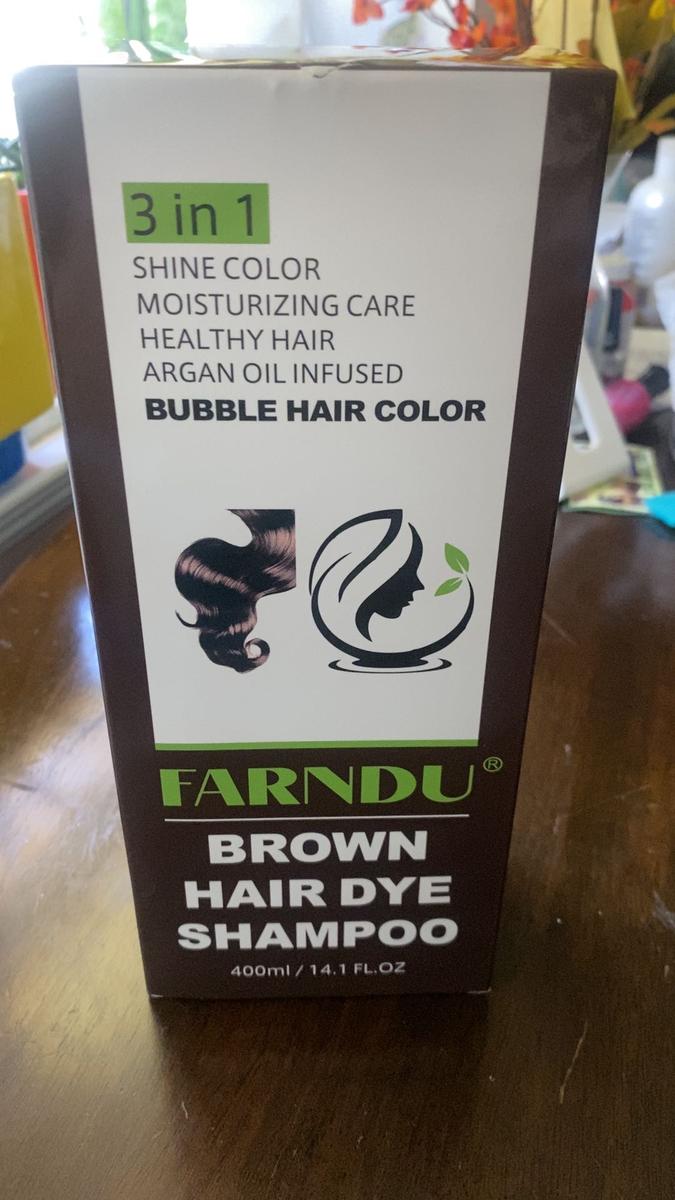 3 in 1
SHINE COLOR
MOISTURIZING CARE
HEALTHY HAIR
ARGAN OIL INFUSED
BUBBLE HAIR COLOR
FARNDU®
BROWN
HAIR DYE
SHAMPOO
400ml / 14.1 FL.OZ